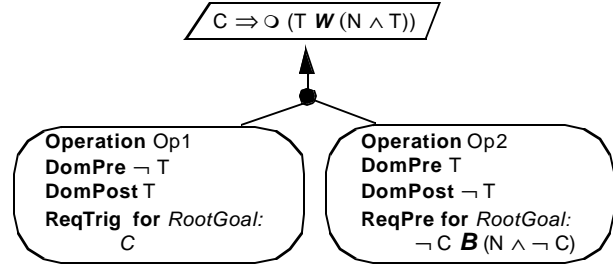 C ⇒ ○ (T W (N ∧ T))
Operation Op1
DomPre ¬ T
DomPost T
ReqTrig for RootGoal:
C
Operation Op2
DomPre T
DomPost ¬ T
ReqPre for RootGoal:
¬ C B (N ∧ ¬ C)